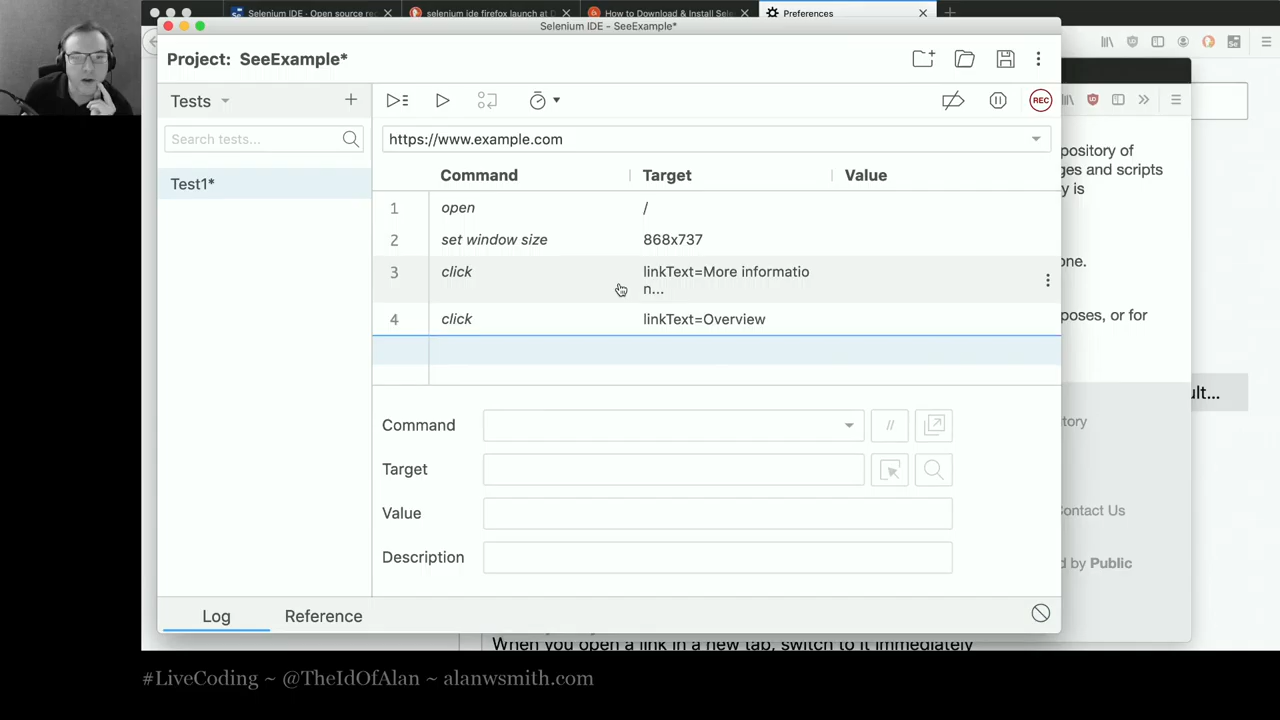 Selenium IDE - Open source rec
selenium ide firefox launch at D
How to Download & Install Sele
Preferences
Selenium IDE - SeeExample*
Project: SeeExample*
Tests
REC
Search tests...
https://www.example.com
Command Target Value
Test1*
1 open /
2 set window size 868x737
3 click linkText=More informatio
n...
4 click linkText=Overview
Command
//
Target
Value
Description
Log Reference
pository of
ges and scripts
y is
one.
poses, or for
ult...
tory
Contact Us
d by Public
When you open a link in a new tab, switch to it immediately
#LiveCoding ~ @TheIdOfAlan ~ alanwsmith.com